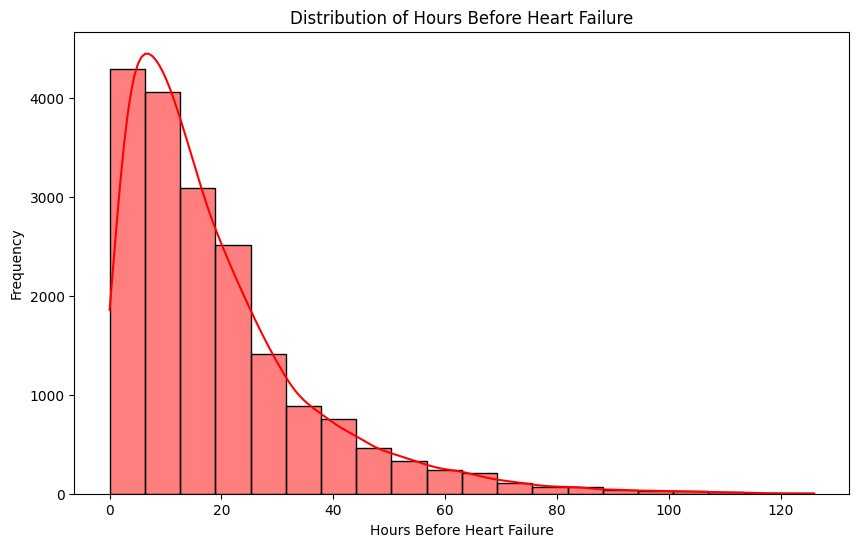 Distribution of Hours Before Heart Failure
Frequency
4000
3000
2000
1000
0
0 20 40 60 80 100 120
Hours Before Heart Failure